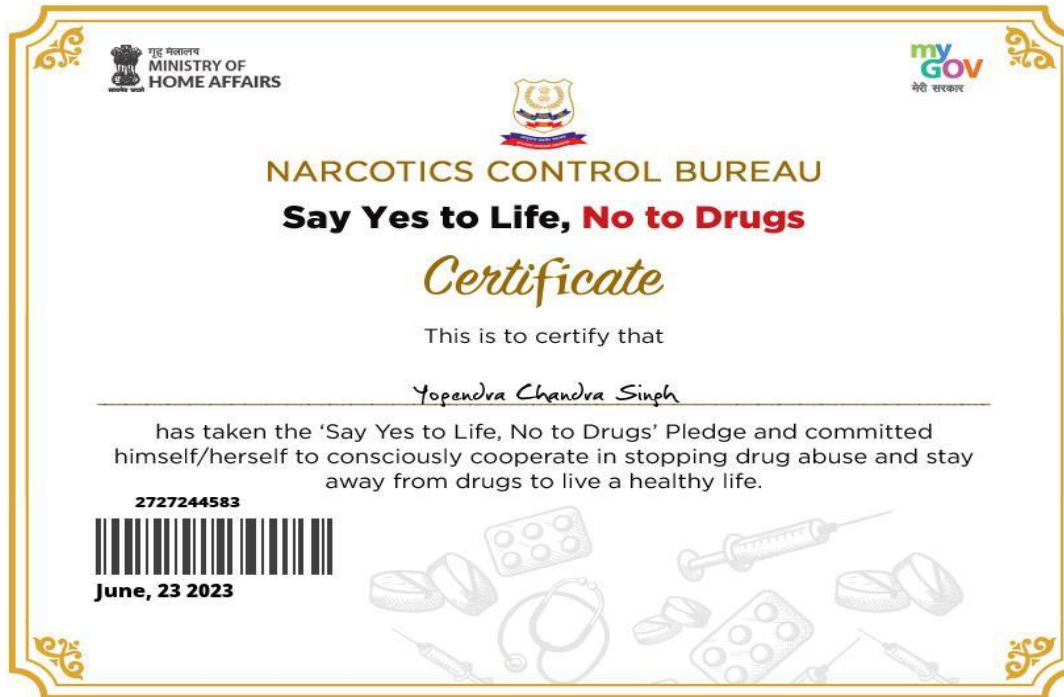 गृह मंत्रालय
MINISTRY OF
HOME AFFAIRS
सत्यमेव जयते
my
GOV
मेरी सरकार
NARCOTICS CONTROL BUREAU
Say Yes to Life, No to Drugs
Certificate
This is to certify that
Yogendra Chandra Singh
has taken the ‘Say Yes to Life, No to Drugs’ Pledge and committed
himself/herself to consciously cooperate in stopping drug abuse and stay
away from drugs to live a healthy life.
2727244583
June, 23 2023